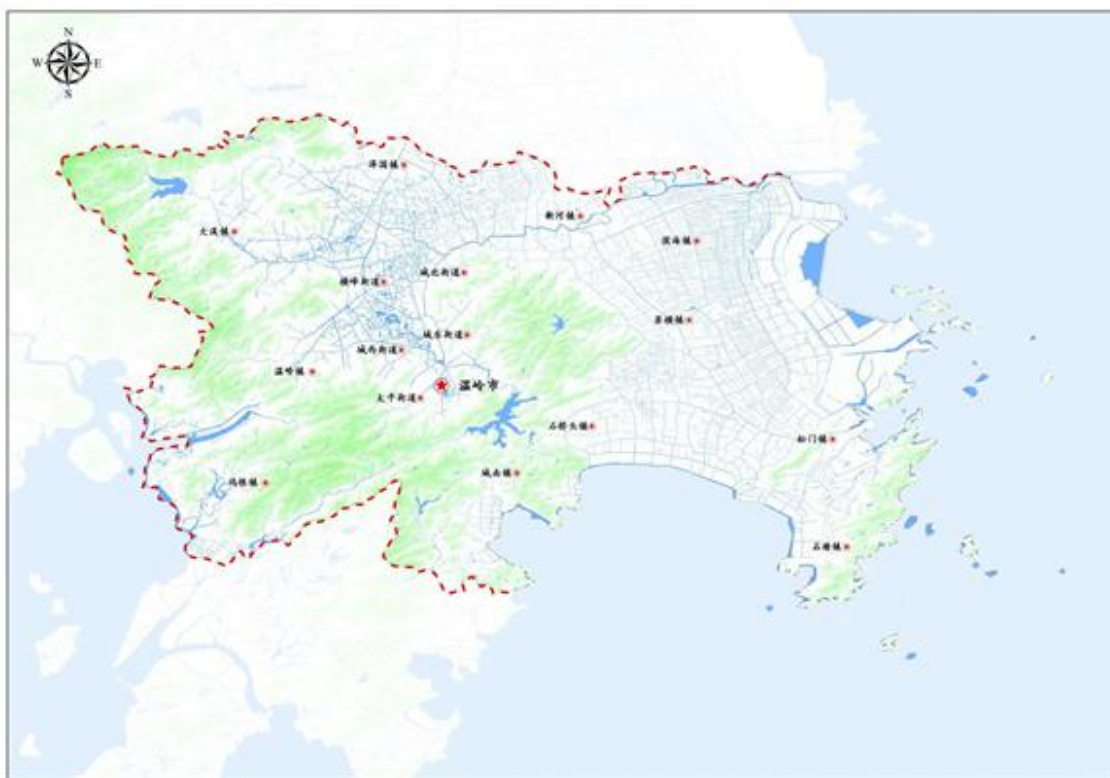 N
W E
S
泽国镇
新河镇
大溪镇
滨海镇
城北街道
横峰街道
箬横镇
城东街道
城西街道
温峤镇
温岭市
太平街道
石桥头镇
松门镇
城南镇
坞根镇
石塘镇